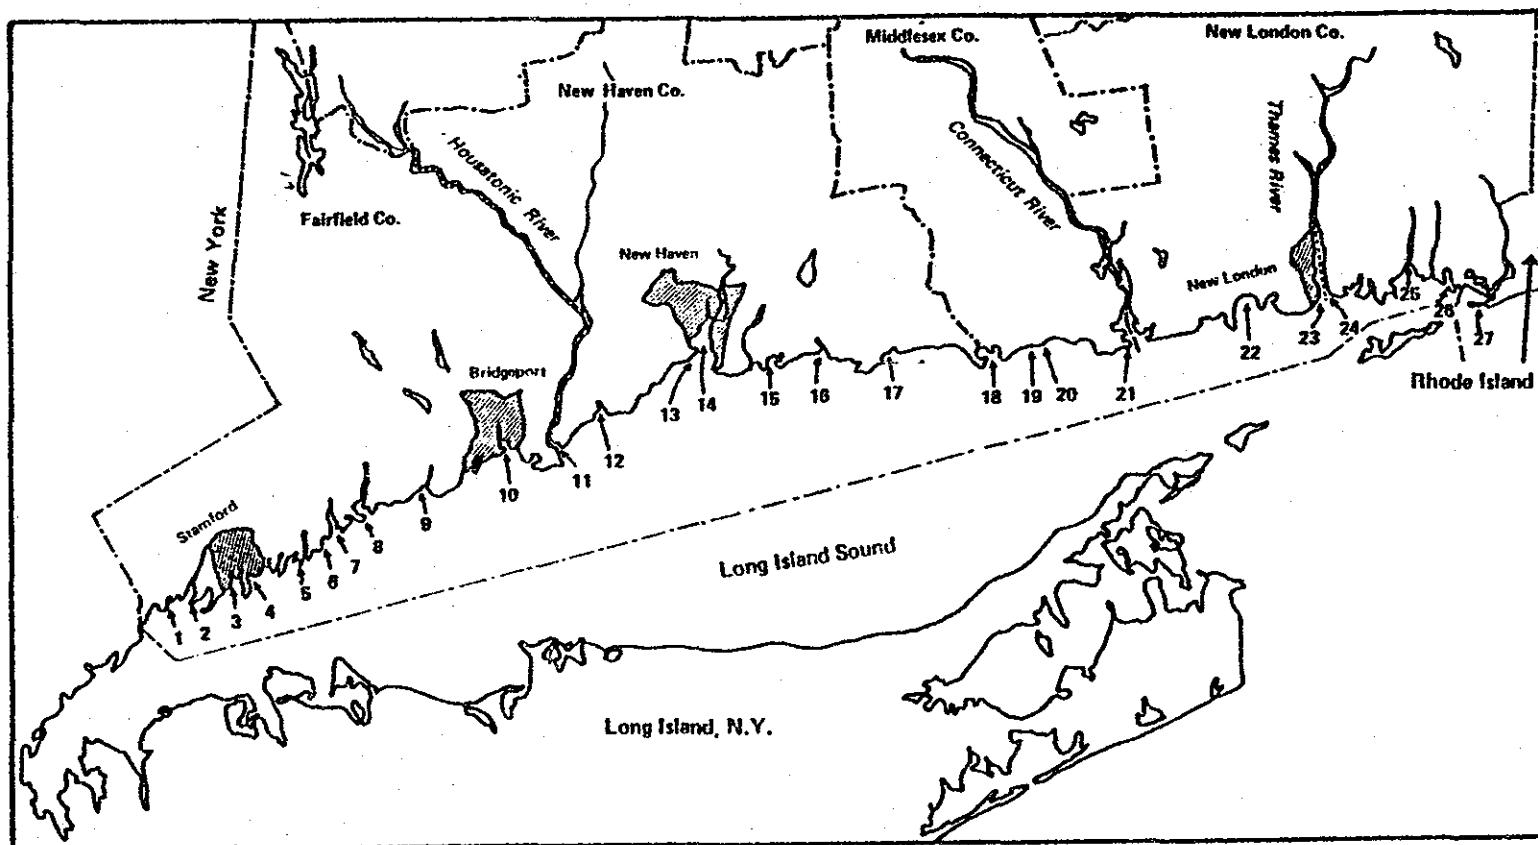 Middlesex Co.
New London Co.
New Haven Co.
Thames River
Connecticut River
Housatonic River
Fairfield Co.
New York
New Haven
New London
25
26
27
24
23
22
Rhode Island
Bridgeport
21
20
19
18
17
16
15
14
13
12
11
10
9
8
7
6
5
4
3
2
1
Stamford
Long Island Sound
Long Island, N.Y.